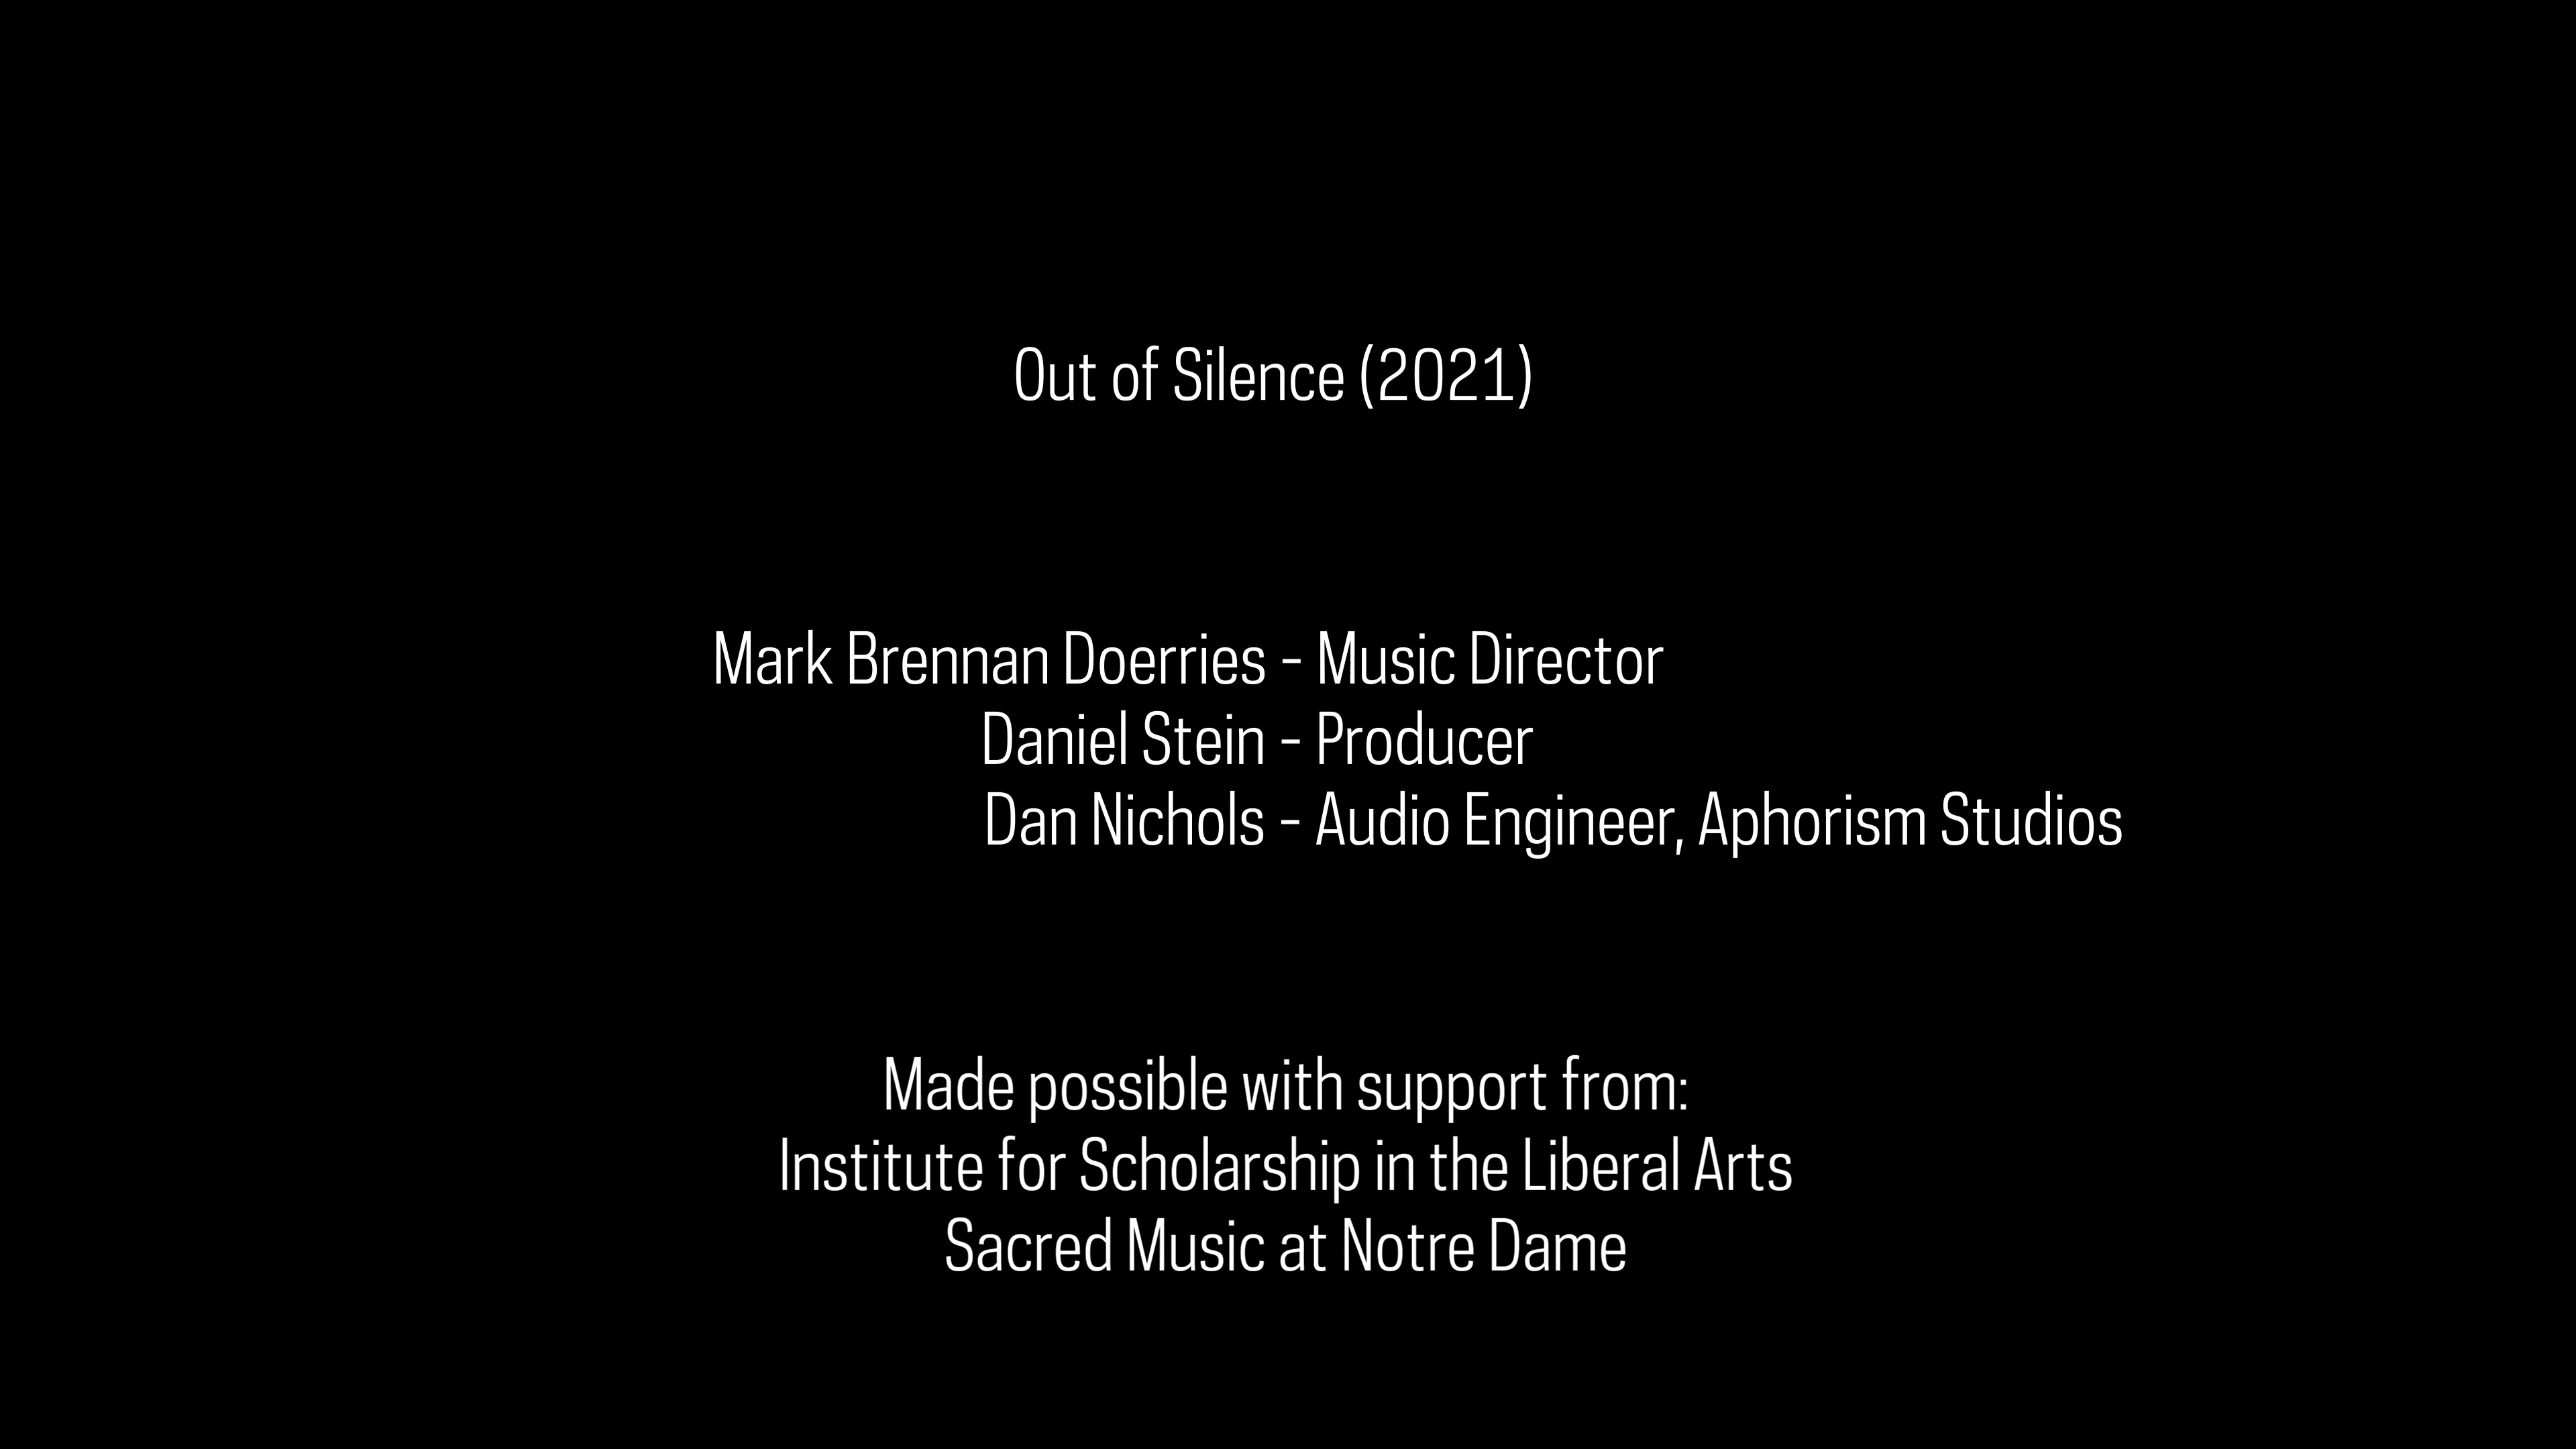 Out of Silence (2021)
Mark Brennan Doerries - Music Director
Daniel Stein - Producer
Dan Nichols - Audio Engineer, Aphorism Studios
Made possible with support from:
Institute for Scholarship in the Liberal Arts
Sacred Music at Notre Dame